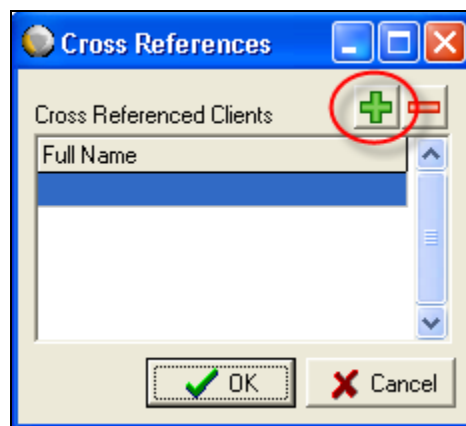 Cross References
Cross Referenced Clients
Full Name
OK
Cancel